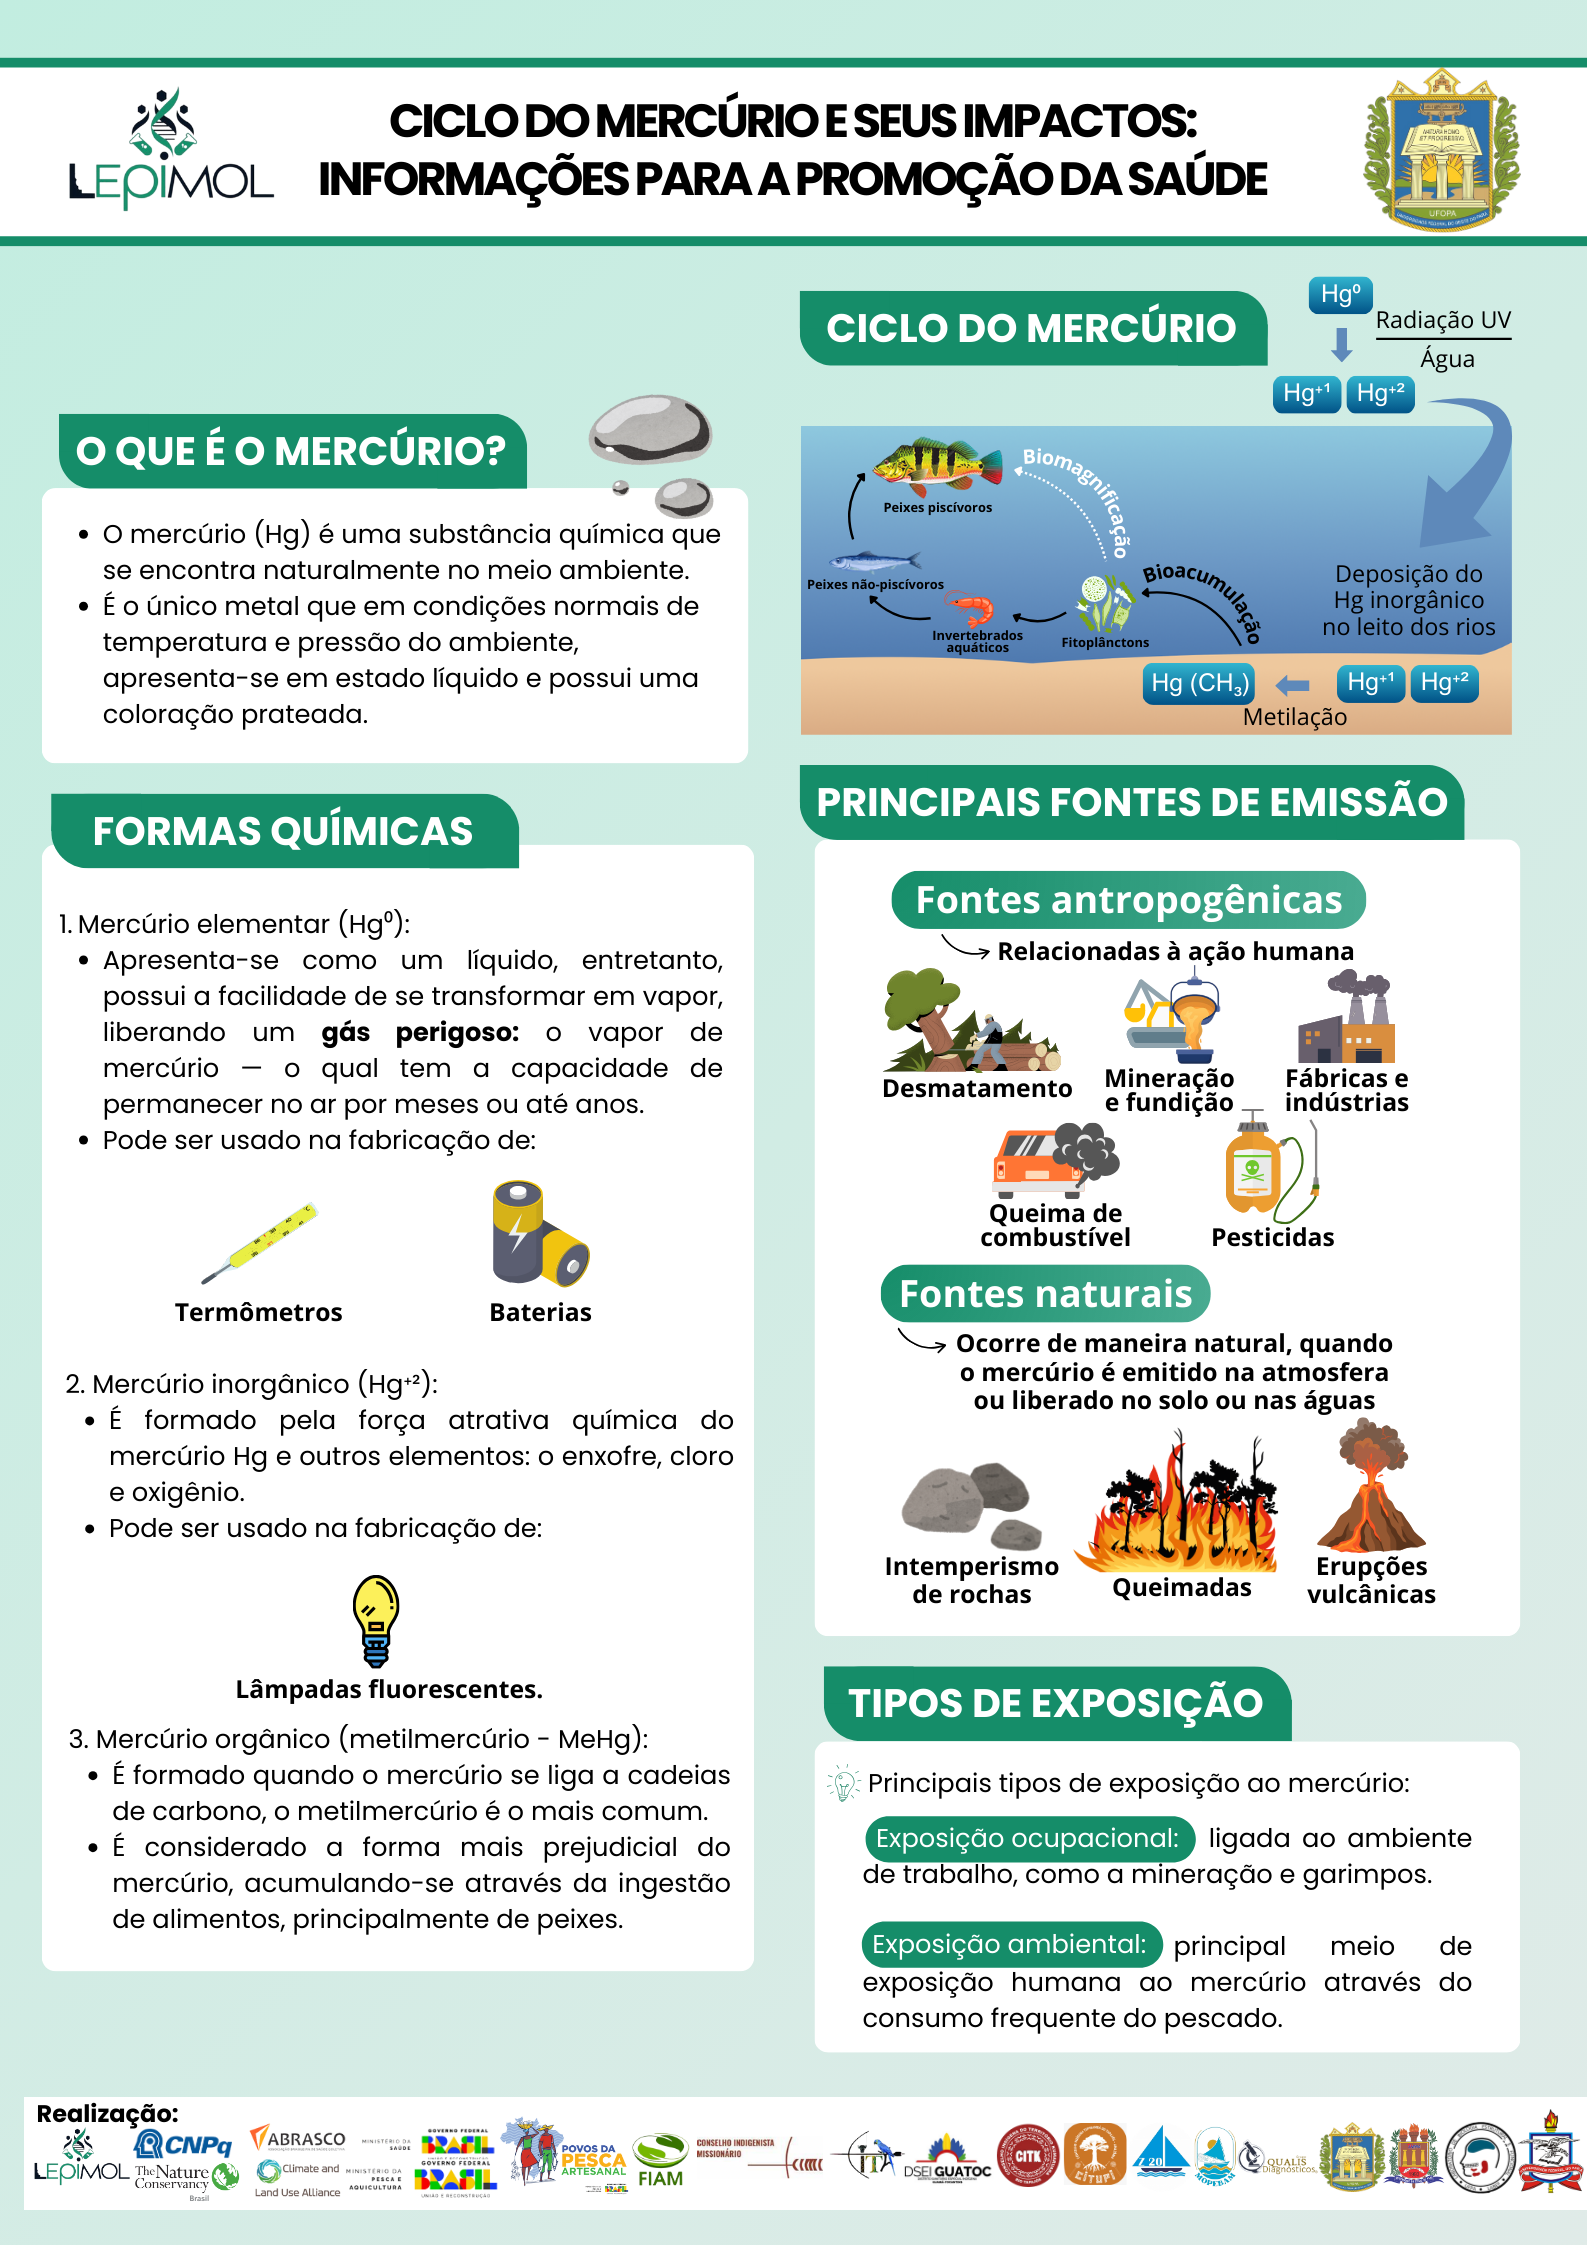 LEPIMOL
CICLO DO MERCÚRIO E SEUS IMPACTOS:
INFORMAÇÕES PARA A PROMOÇÃO DA SAÚDE
UFOPA
O QUE É O MERCÚRIO?
• O mercúrio (Hg) é uma substância química que
se encontra naturalmente no meio ambiente.
• É o único metal que em condições normais de
temperatura e pressão do ambiente,
apresenta-se em estado líquido e possui uma
coloração prateada.
FORMAS QUÍMICAS
1. Mercúrio elementar (Hg⁰):
• Apresenta-se como um líquido, entretanto,
possui a facilidade de se transformar em vapor,
liberando um gás perigoso: o vapor de
mercúrio — o qual tem a capacidade de
permanecer no ar por meses ou até anos.
• Pode ser usado na fabricação de:
Termômetros
Baterias
2. Mercúrio inorgânico (Hg⁺²):
• É formado pela força atrativa química do
mercúrio Hg e outros elementos: o enxofre, cloro
e oxigênio.
• Pode ser usado na fabricação de:
Lâmpadas fluorescentes.
3. Mercúrio orgânico (metilmercúrio - MeHg):
• É formado quando o mercúrio se liga a cadeias
de carbono, o metilmercúrio é o mais comum.
• É considerado a forma mais prejudicial do
mercúrio, acumulando-se através da ingestão
de alimentos, principalmente de peixes.
CICLO DO MERCÚRIO
Hg⁰
Radiação UV
Água
Hg⁺¹ Hg⁺²
Biomagnificação
Peixes piscívoros
Peixes não-piscívoros
Invertebrados
aquáticos
Fitoplânctons
Bioacumulação
Deposição do
Hg inorgânico
no leito dos rios
Hg (CH₃)
Hg⁺¹ Hg⁺²
Metilação
PRINCIPAIS FONTES DE EMISSÃO
Fontes antropogênicas
Relacionadas à ação humana
Desmatamento
Mineração
e fundição
Fábricas e
indústrias
Queima de
combustível
Pesticidas
Fontes naturais
Ocorre de maneira natural, quando
o mercúrio é emitido na atmosfera
ou liberado no solo ou nas águas
Intemperismo
de rochas
Queimadas
Erupções
vulcânicas
TIPOS DE EXPOSIÇÃO
Principais tipos de exposição ao mercúrio:
Exposição ocupacional: ligada ao ambiente
de trabalho, como a mineração e garimpos.
Exposição ambiental: principal meio de
exposição humana ao mercúrio através do
consumo frequente do pescado.
Realização:
LEPIMOL
CNPq
The Nature
Conservancy
Brasil
ABRASCO
Climate and
Land Use Alliance
MINISTÉRIO DA
SAÚDE
MINISTÉRIO DA
PESCA E
AQUICULTURA
GOVERNO FEDERAL
BRASIL
UNIÃO E RECONSTRUÇÃO
GOVERNO FEDERAL
BRASIL
UNIÃO E RECONSTRUÇÃO
POVOS DA
PESCA
ARTESANAL
FIAM
CONSELHO INDIGENISTA
MISSIONÁRIO
CITA
DSEI GUATOC
CITK
CITUPI
Z 20
MOPEBAM
QUALIS
Diagnósticos